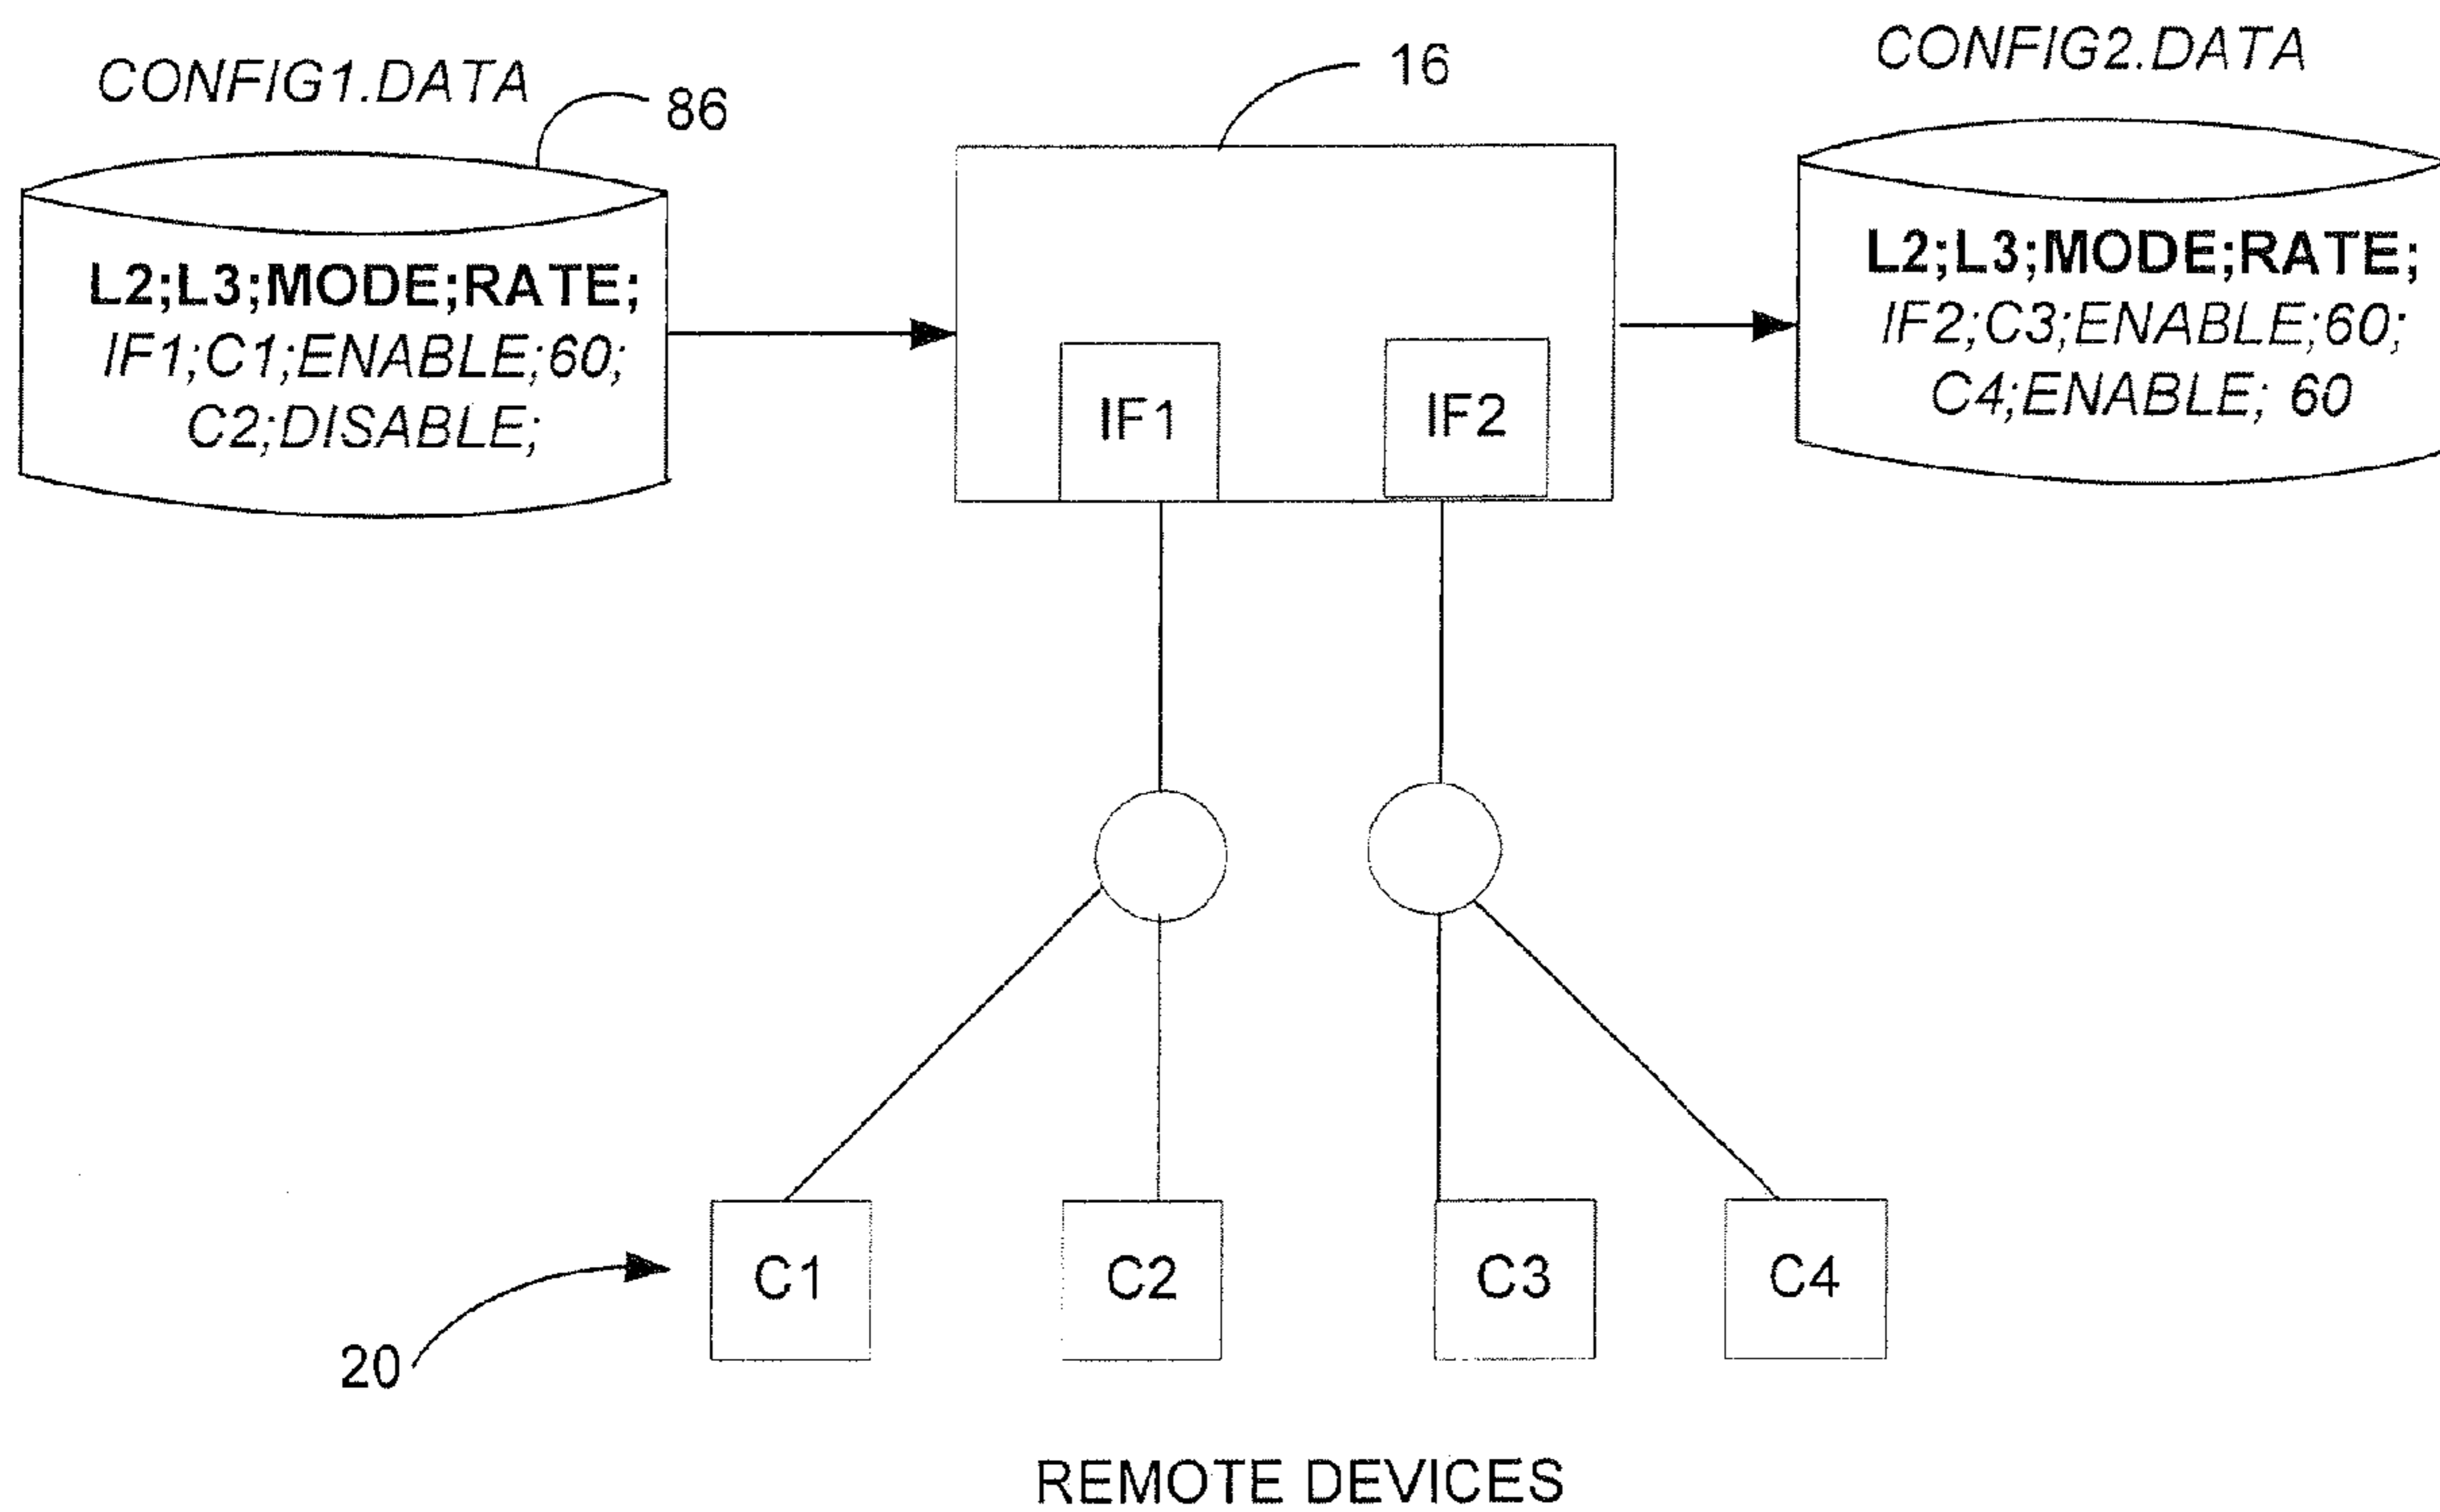 CONFIG1.DATA
86
L2;L3;MODE;RATE;
IF1;C1;ENABLE;60;
C2;DISABLE;
16
IF1
IF2
CONFIG2.DATA
L2;L3;MODE;RATE;
IF2;C3;ENABLE;60;
C4;ENABLE; 60
C1
C2
C3
C4
20
REMOTE DEVICES